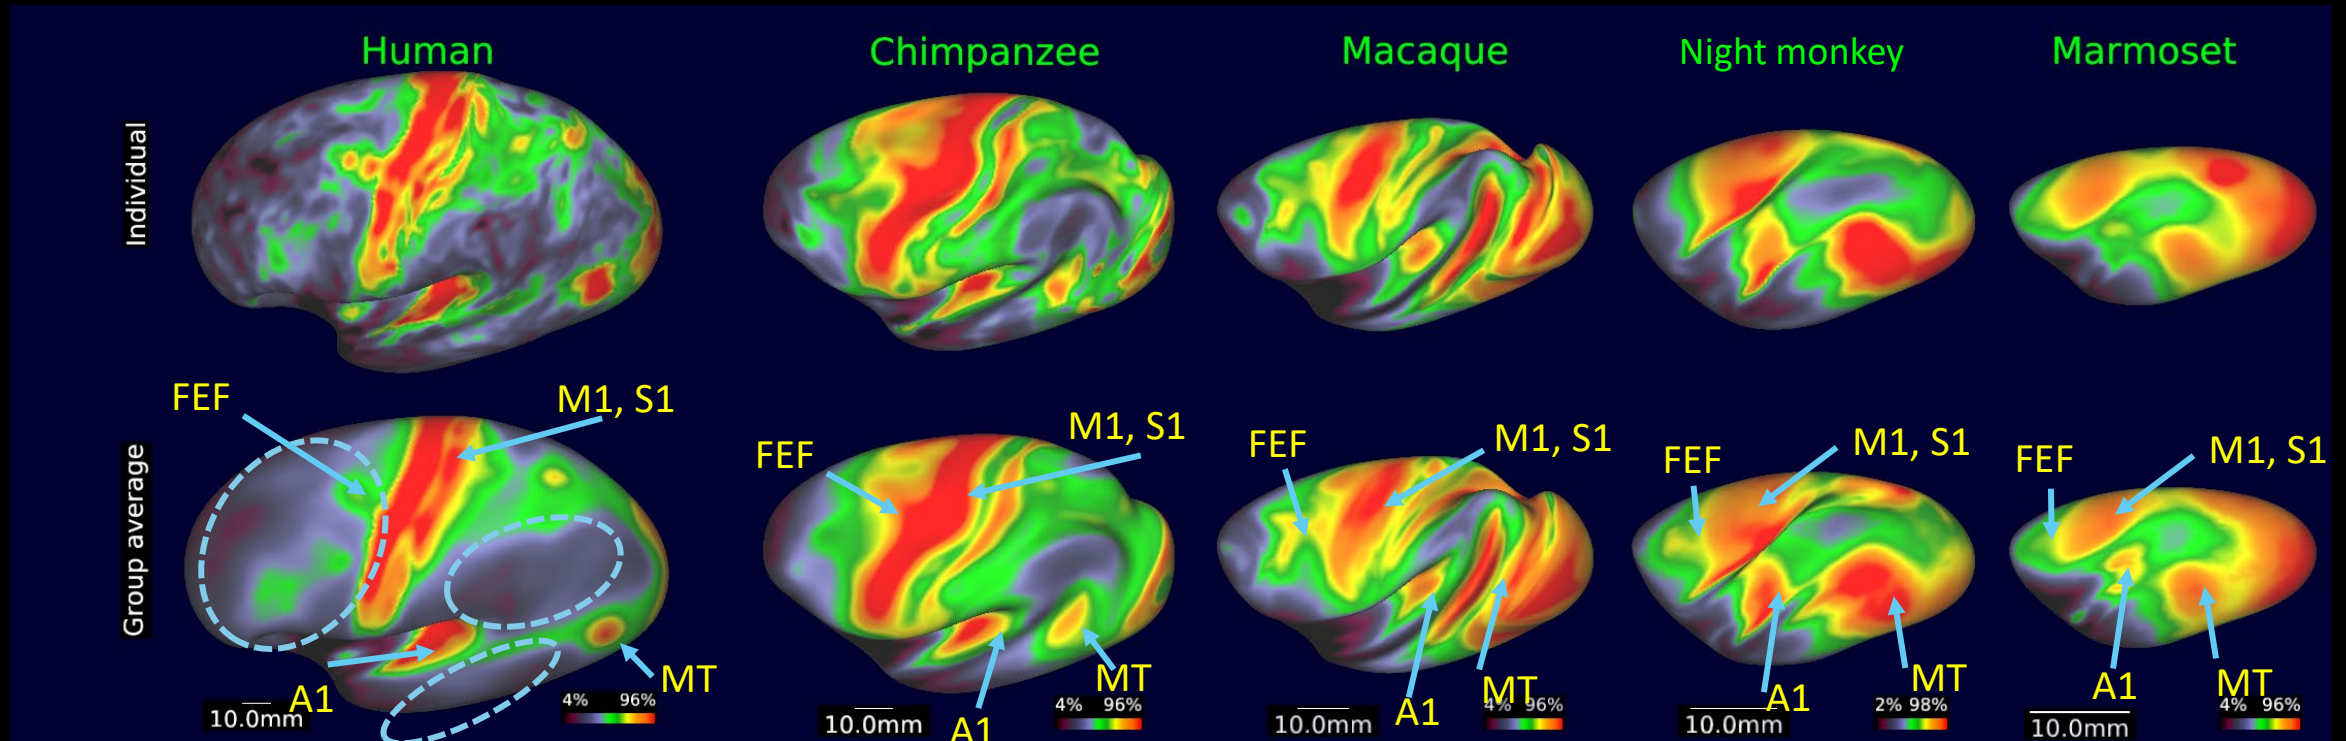 Human
Chimpanzee
Macaque
Night monkey
Marmoset
Individual
Group average
FEF
M1, S1
A1
MT
10.0mm
4% 96%
FEF
M1, S1
A1
MT
10.0mm
4% 96%
FEF
M1, S1
A1
MT
10.0mm
4% 96%
FEF
M1, S1
A1
MT
10.0mm
2% 98%
FEF
M1, S1
A1
MT
10.0mm
4% 96%